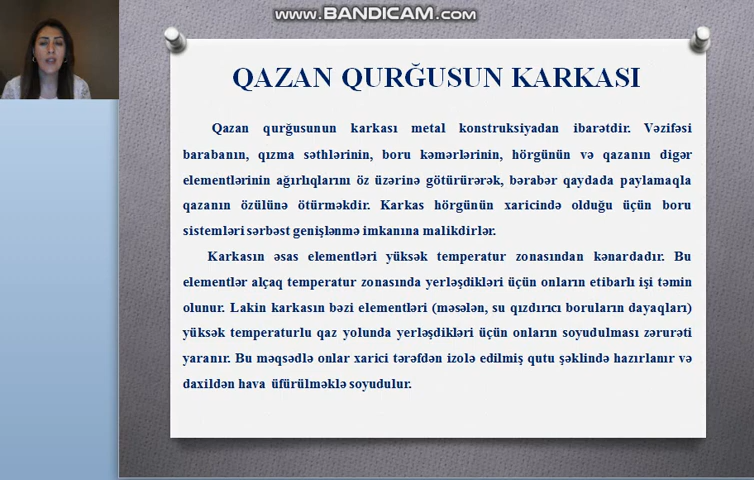 www.BANDICAM.com
QAZAN QURĞUSUN KARKASI
Qazan qurğusunun karkası metal konstruksiyadan ibarətdir. Vəzifəsi
barabanın, qızma səthlərinin, boru kəmərlərinin, hörgünün və qazanın digər
elementlərinin ağırlıqlarını öz üzərinə götürürərək, bərabər qaydada paylamaqla
qazanın özülünə ötürməkdir. Karkas hörgünün xaricində olduğu üçün boru
sistemləri sərbəst genişlənmə imkanına malikdirlər.
Karkasın əsas elementləri yüksək temperatur zonasından kənardadır. Bu
elementlər alçaq temperatur zonasında yerləşdikləri üçün onların etibarlı işi təmin
olunur. Lakin karkasın bəzi elementləri (məsələn, su qızdırıcı boruların dayaqları)
yüksək temperaturlu qaz yolunda yerləşdikləri üçün onların soyudulması zərurəti
yaranır. Bu məqsədlə onlar xarici tərəfdən izolə edilmiş qutu şəklində hazırlanır və
daxildən hava üfürülməklə soyudulur.